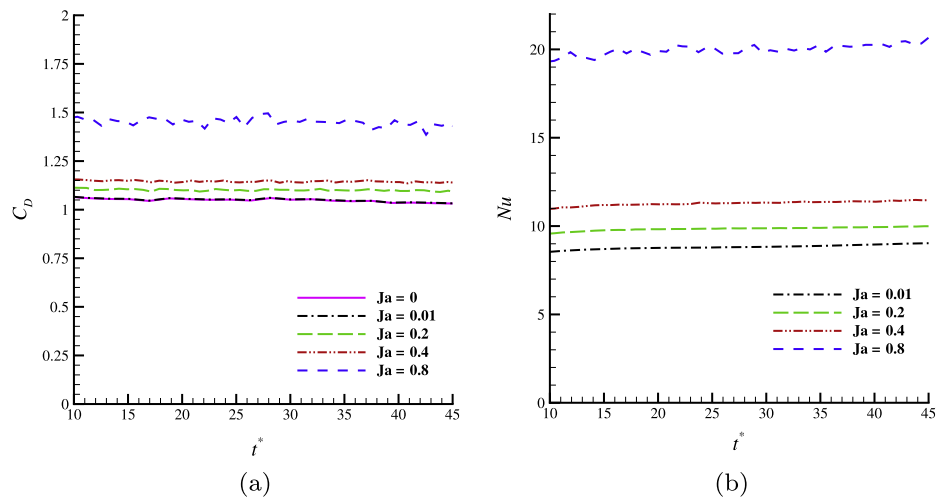 2
1.75
1.5
1.25
1
0.75
0.5
0.25
0
C_D
10 15 20 25 30 35 40 45
t*
Ja = 0
Ja = 0.01
Ja = 0.2
Ja = 0.4
Ja = 0.8
(a)
20
15
10
5
0
Nu
10 15 20 25 30 35 40 45
t*
Ja = 0.01
Ja = 0.2
Ja = 0.4
Ja = 0.8
(b)